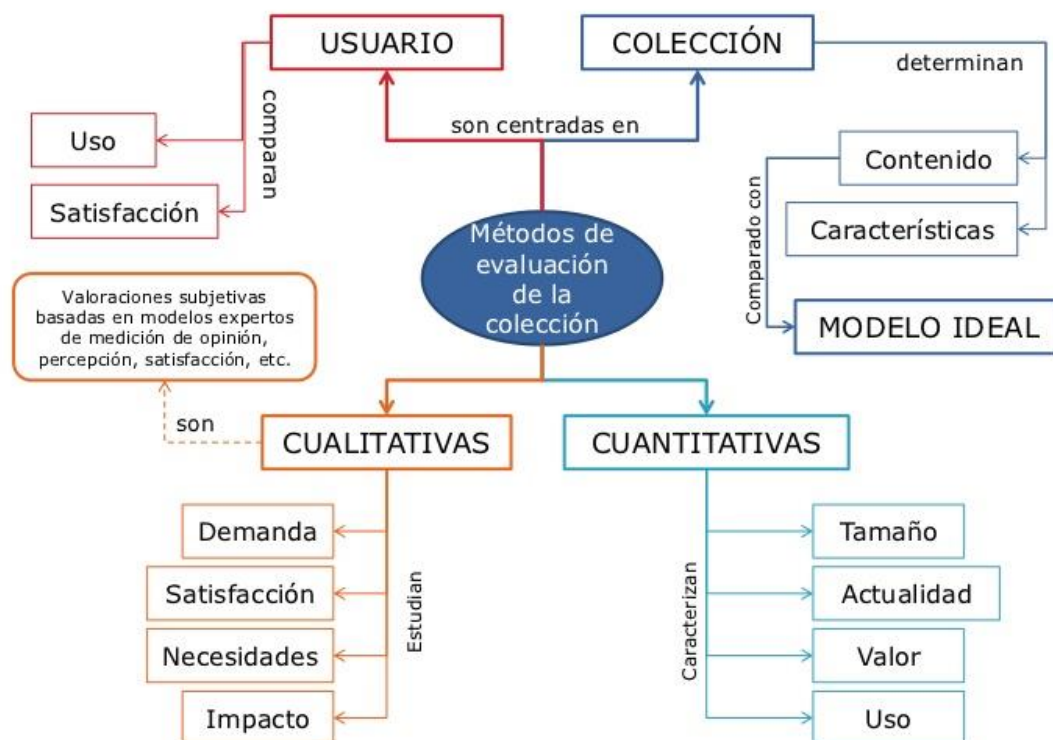 USUARIO
COLECCIÓN
determinan
comparan
son centradas en
Uso
Contenido
Satisfacción
Características
Comparado con
Métodos de
evaluación
de la
colección
Valoraciones subjetivas
basadas en modelos expertos
de medición de opinión,
percepción, satisfacción, etc.
MODELO IDEAL
son
CUALITATIVAS
CUANTITATIVAS
Demanda
Satisfacción
Necesidades
Impacto
Estudian
Caracterizan
Tamaño
Actualidad
Valor
Uso